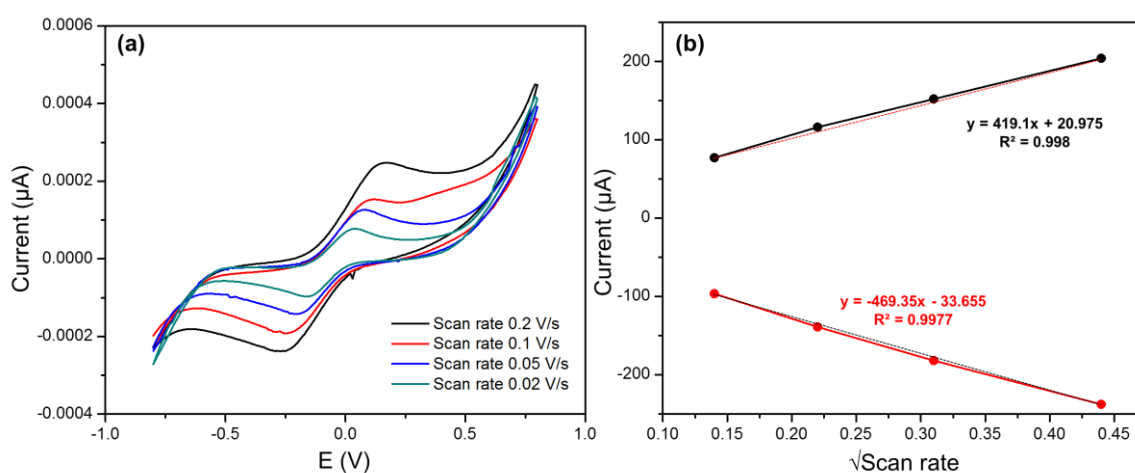 (a)
0.0006
0.0004
0.0002
0.0000
-0.0002
-0.0004
Current (µA)
-1.0 -0.5 0.0 0.5 1.0
E (V)
Scan rate 0.2 V/s
Scan rate 0.1 V/s
Scan rate 0.05 V/s
Scan rate 0.02 V/s
(b)
200
100
0
-100
-200
Current (µA)
y = 419.1x + 20.975
R² = 0.998
y = -469.35x - 33.655
R² = 0.9977
0.10 0.15 0.20 0.25 0.30 0.35 0.40 0.45
√Scan rate